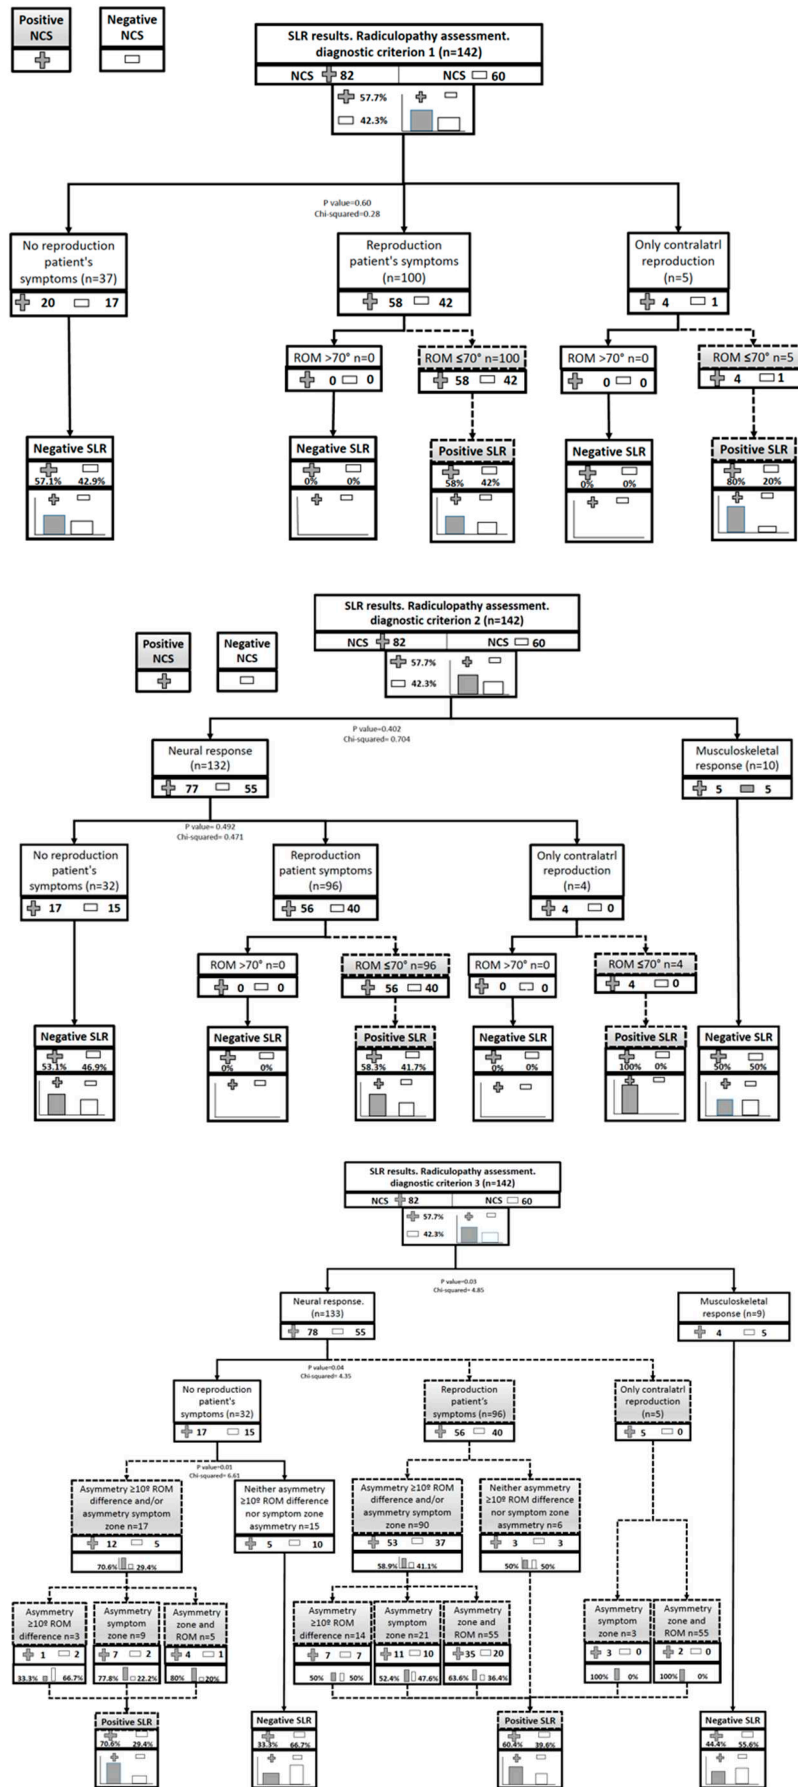 Positive
NCS
Negative
NCS
SLR results. Radiculopathy assessment.
diagnostic criterion 1 (n=142)
NCS 82
NCS 60
57.7%
42.3%
P value=0.60
Chi-squared=0.28
No reproduction
patient's
symptoms (n=37)
20 17
Reproduction
patient's symptoms
(n=100)
58 42
Only contralatrl
reproduction
(n=5)
4 1
ROM >70° n=0
0 0
ROM ≤70° n=100
58 42
ROM >70° n=0
0 0
ROM ≤70° n=5
4 1
Negative SLR
57.1% 42.9%
Negative SLR
0% 0%
Positive SLR
58% 42%
Negative SLR
0% 0%
Positive SLR
80% 20%
SLR results. Radiculopathy assessment.
diagnostic criterion 2 (n=142)
Positive
NCS
Negative
NCS
NCS 82
NCS 60
57.7%
42.3%
P value=0.402
Chi-squared= 0.704
Neural response
(n=132)
77 55
Musculoskeletal
response (n=10)
5 5
P value= 0.492
Chi-squared= 0.471
No reproduction
patient's
symptoms (n=32)
17 15
Reproduction
patient symptoms
(n=96)
56 40
Only contralatrl
reproduction
(n=4)
4 0
ROM >70° n=0
0 0
ROM ≤70° n=96
56 40
ROM >70° n=0
0 0
ROM ≤70° n=4
4 0
Negative SLR
53.1% 46.9%
Negative SLR
0% 0%
Positive SLR
58.3% 41.7%
Negative SLR
0% 0%
Positive SLR
100% 0%
Negative SLR
50% 50%
SLR results. Radiculopathy assessment.
diagnostic criterion 3 (n=142)
NCS 82
NCS 60
57.7%
42.3%
P value=0.03
Chi-squared= 4.85
Neural response.
(n=133)
78 55
Musculoskeletal
response (n=9)
4 5
P value=0.04
Chi-squared= 4.35
No reproduction
patient's
symptoms (n=32)
17 15
Reproduction
patient's
symptoms (n=96)
56 40
Only contralatrl
reproduction
(n=5)
5 0
P value=0.01
Chi-squared= 6.61
Asymmetry ≥10º ROM
difference and/or
asymmetry symptom
zone n=17
12 5
70.6% 29.4%
Neither asymmetry
≥10º ROM difference
nor symptom zone
asymmetry n=15
5 10
Asymmetry ≥10º ROM
difference and/or
asymmetry symptom
zone n=90
53 37
58.9% 41.1%
Neither asymmetry
≥10º ROM difference
nor symptom zone
asymmetry n=6
3 3
50% 50%
Asymmetry
≥10º ROM
difference n=3
1 2
33.3% 66.7%
Asymmetry
symptom
zone n=9
7 2
77.8% 22.2%
Asymmetry
zone and
ROM n=5
4 1
80% 20%
Asymmetry
≥10º ROM
difference n=14
7 7
50% 50%
Asymmetry
symptom
zone n=21
11 10
52.4% 47.6%
Asymmetry
zone and
ROM n=55
35 20
63.6% 36.4%
Asymmetry
symptom
zone n=3
3 0
100% 0%
Asymmetry
zone and
ROM n=55
2 0
100% 0%
Positive SLR
70.6% 29.4%
Negative SLR
33.3% 66.7%
Positive SLR
60.4% 39.6%
Negative SLR
44.4% 55.6%